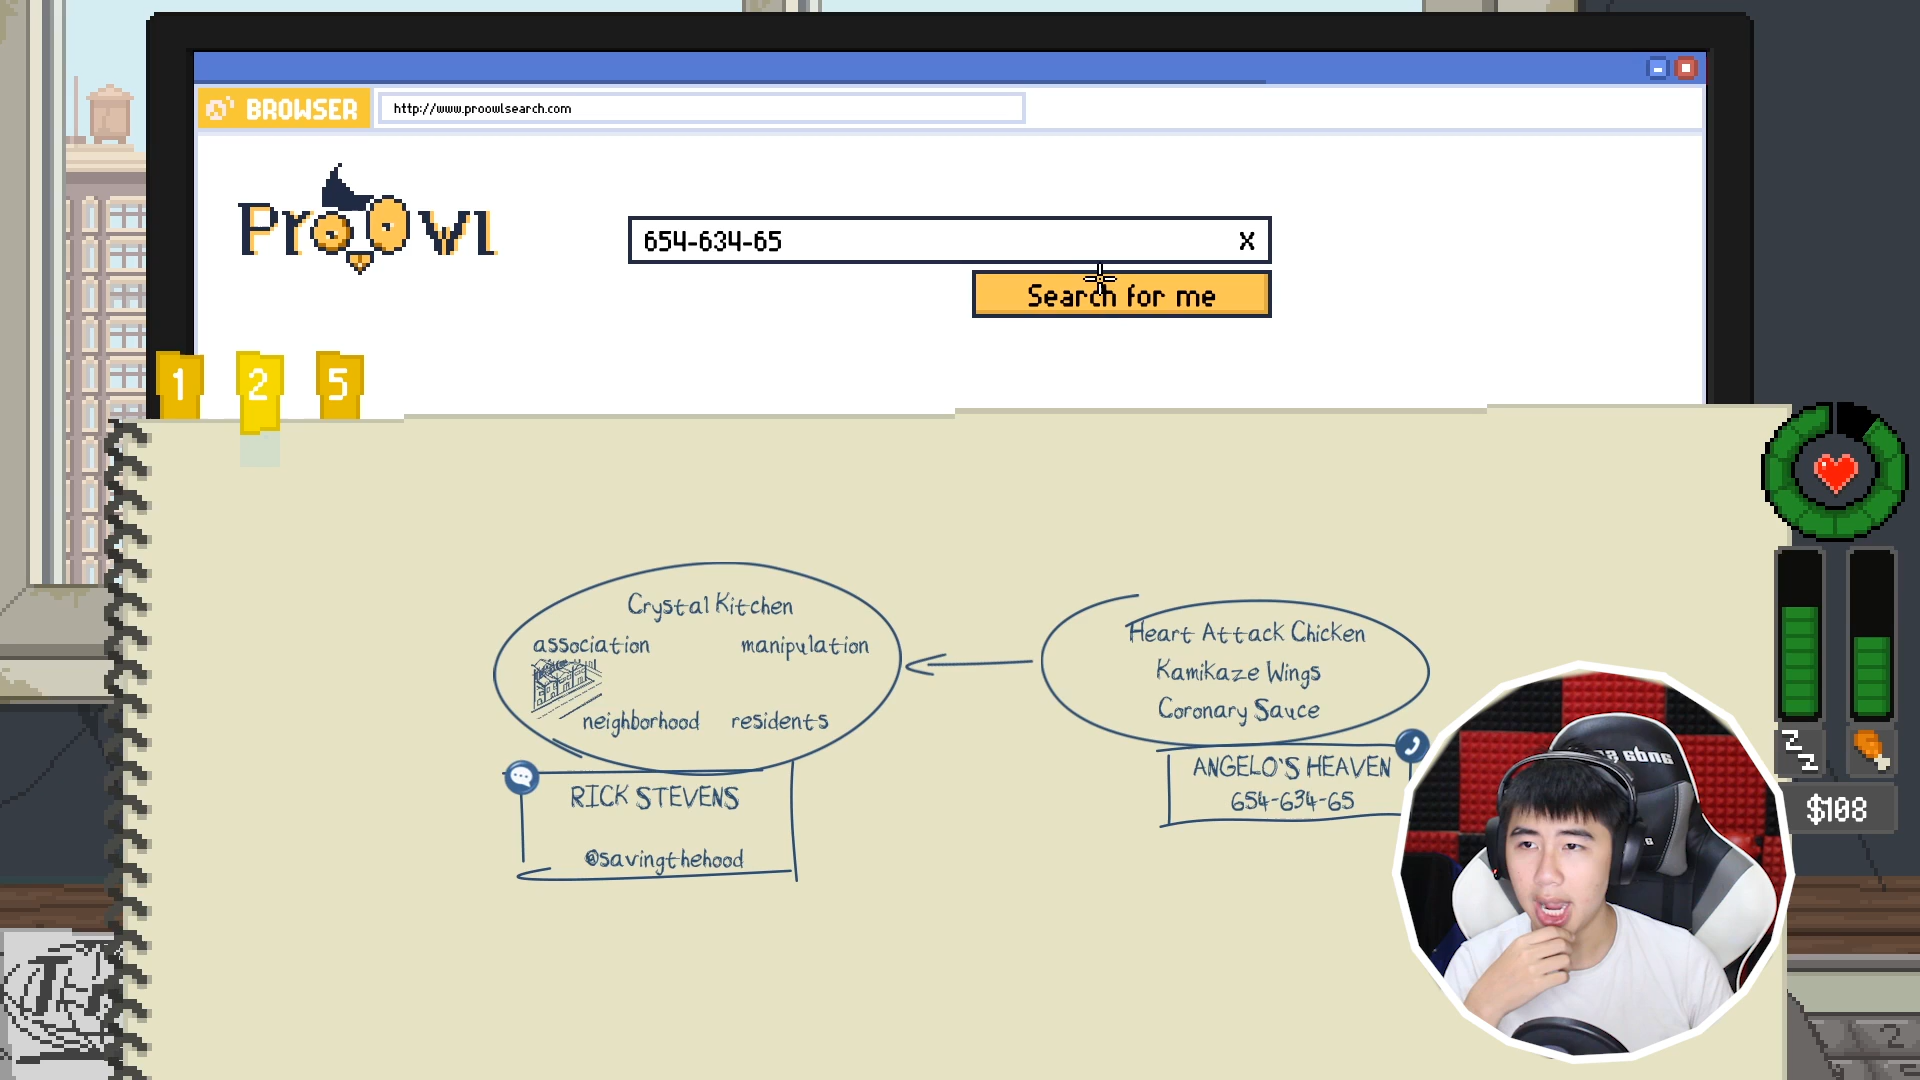 BROWSER
http://www.proowlsearch.com
PrOOwl
654-634-65 X
Search for me
1 2 5
Crystal Kitchen
association manipulation
neighborhood residents
RICK STEVENS
@savingthehood
Heart Attack Chicken
Kamikaze Wings
Coronary Sauce
ANGELO'S HEAVEN
654-634-65
$108
2